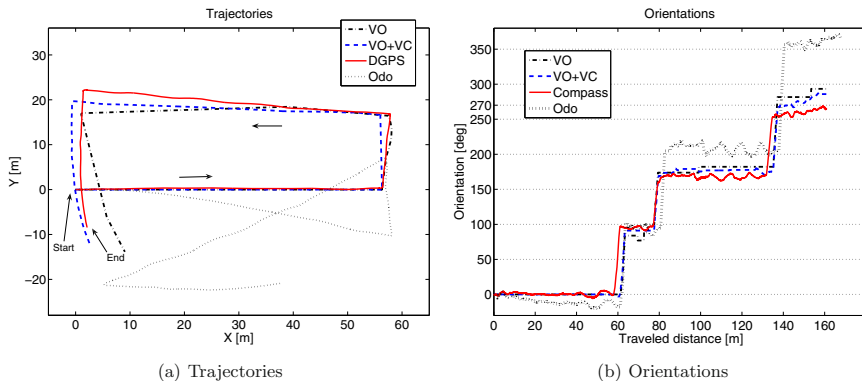 Trajectories
VO
VO+VC
DGPS
Odo
30
20
10
0
−10
−20
Y [m]
Start
End
0
10
20
30
40
50
60
X [m]
(a) Trajectories
Orientations
VO
VO+VC
Compass
Odo
350
300
270
200
150
100
50
0
Orientation [deg]
0
20
40
60
80
100
120
140
160
Traveled distance [m]
(b) Orientations